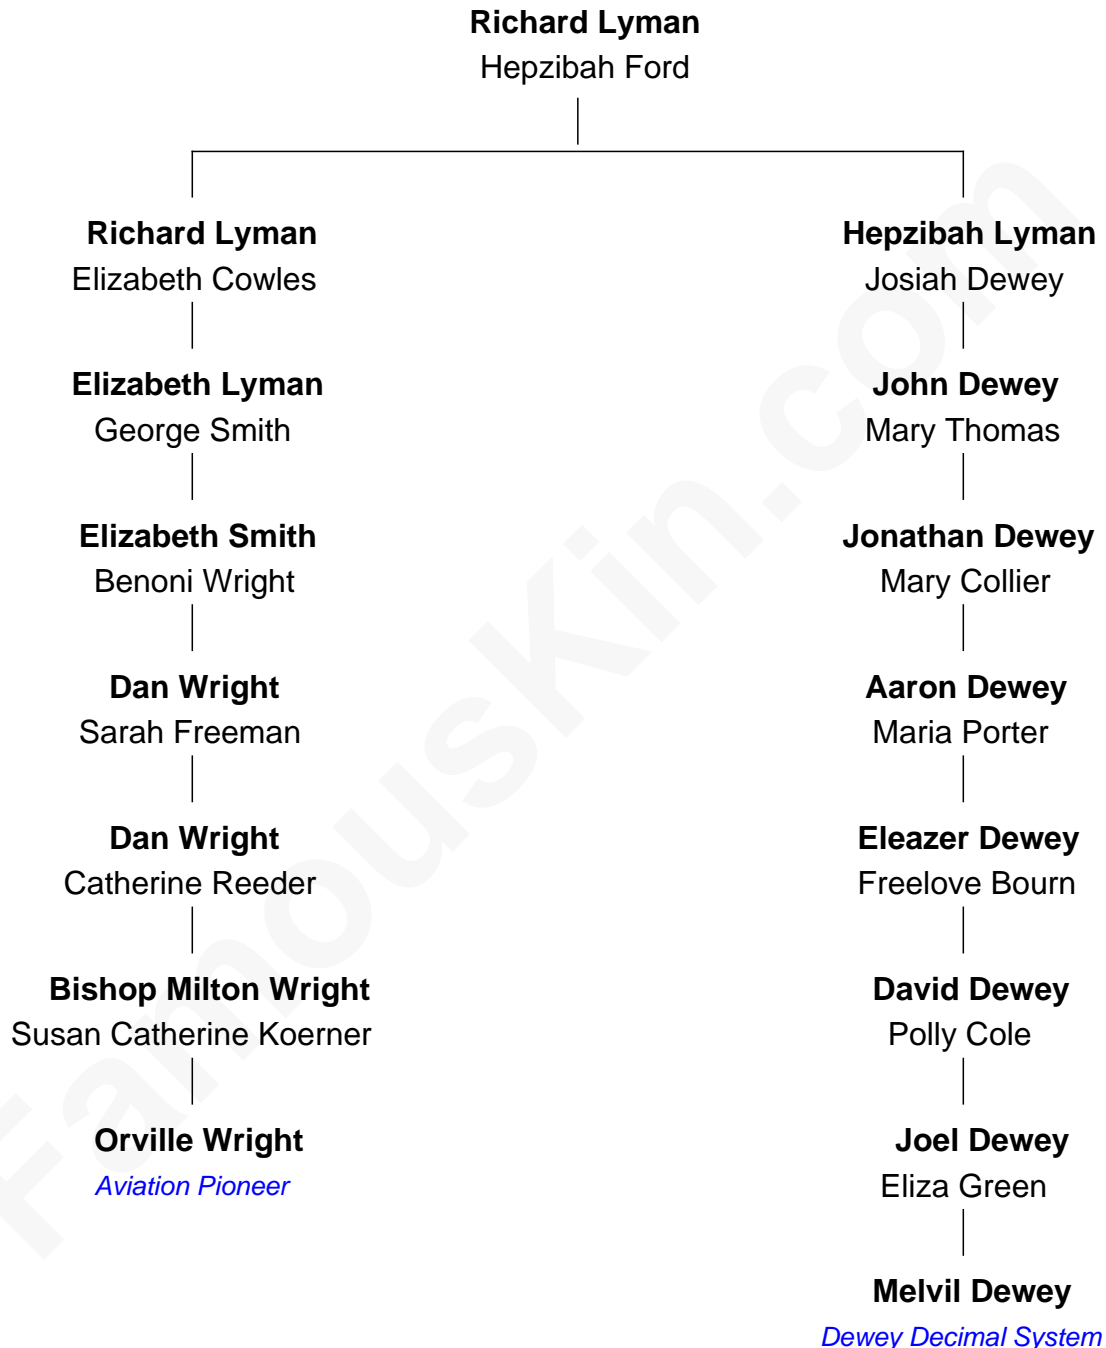 Richard Lyman
Hepzibah Ford
Richard Lyman
Elizabeth Cowles
Hepzibah Lyman
Josiah Dewey
Elizabeth Lyman
George Smith
John Dewey
Mary Thomas
Elizabeth Smith
Benoni Wright
Jonathan Dewey
Mary Collier
Dan Wright
Sarah Freeman
Aaron Dewey
Maria Porter
Dan Wright
Catherine Reeder
Eleazer Dewey
Freelove Bourn
Bishop Milton Wright
Susan Catherine Koerner
David Dewey
Polly Cole
Orville Wright
Aviation Pioneer
Joel Dewey
Eliza Green
Melvil Dewey
Dewey Decimal System
FamousKin.com